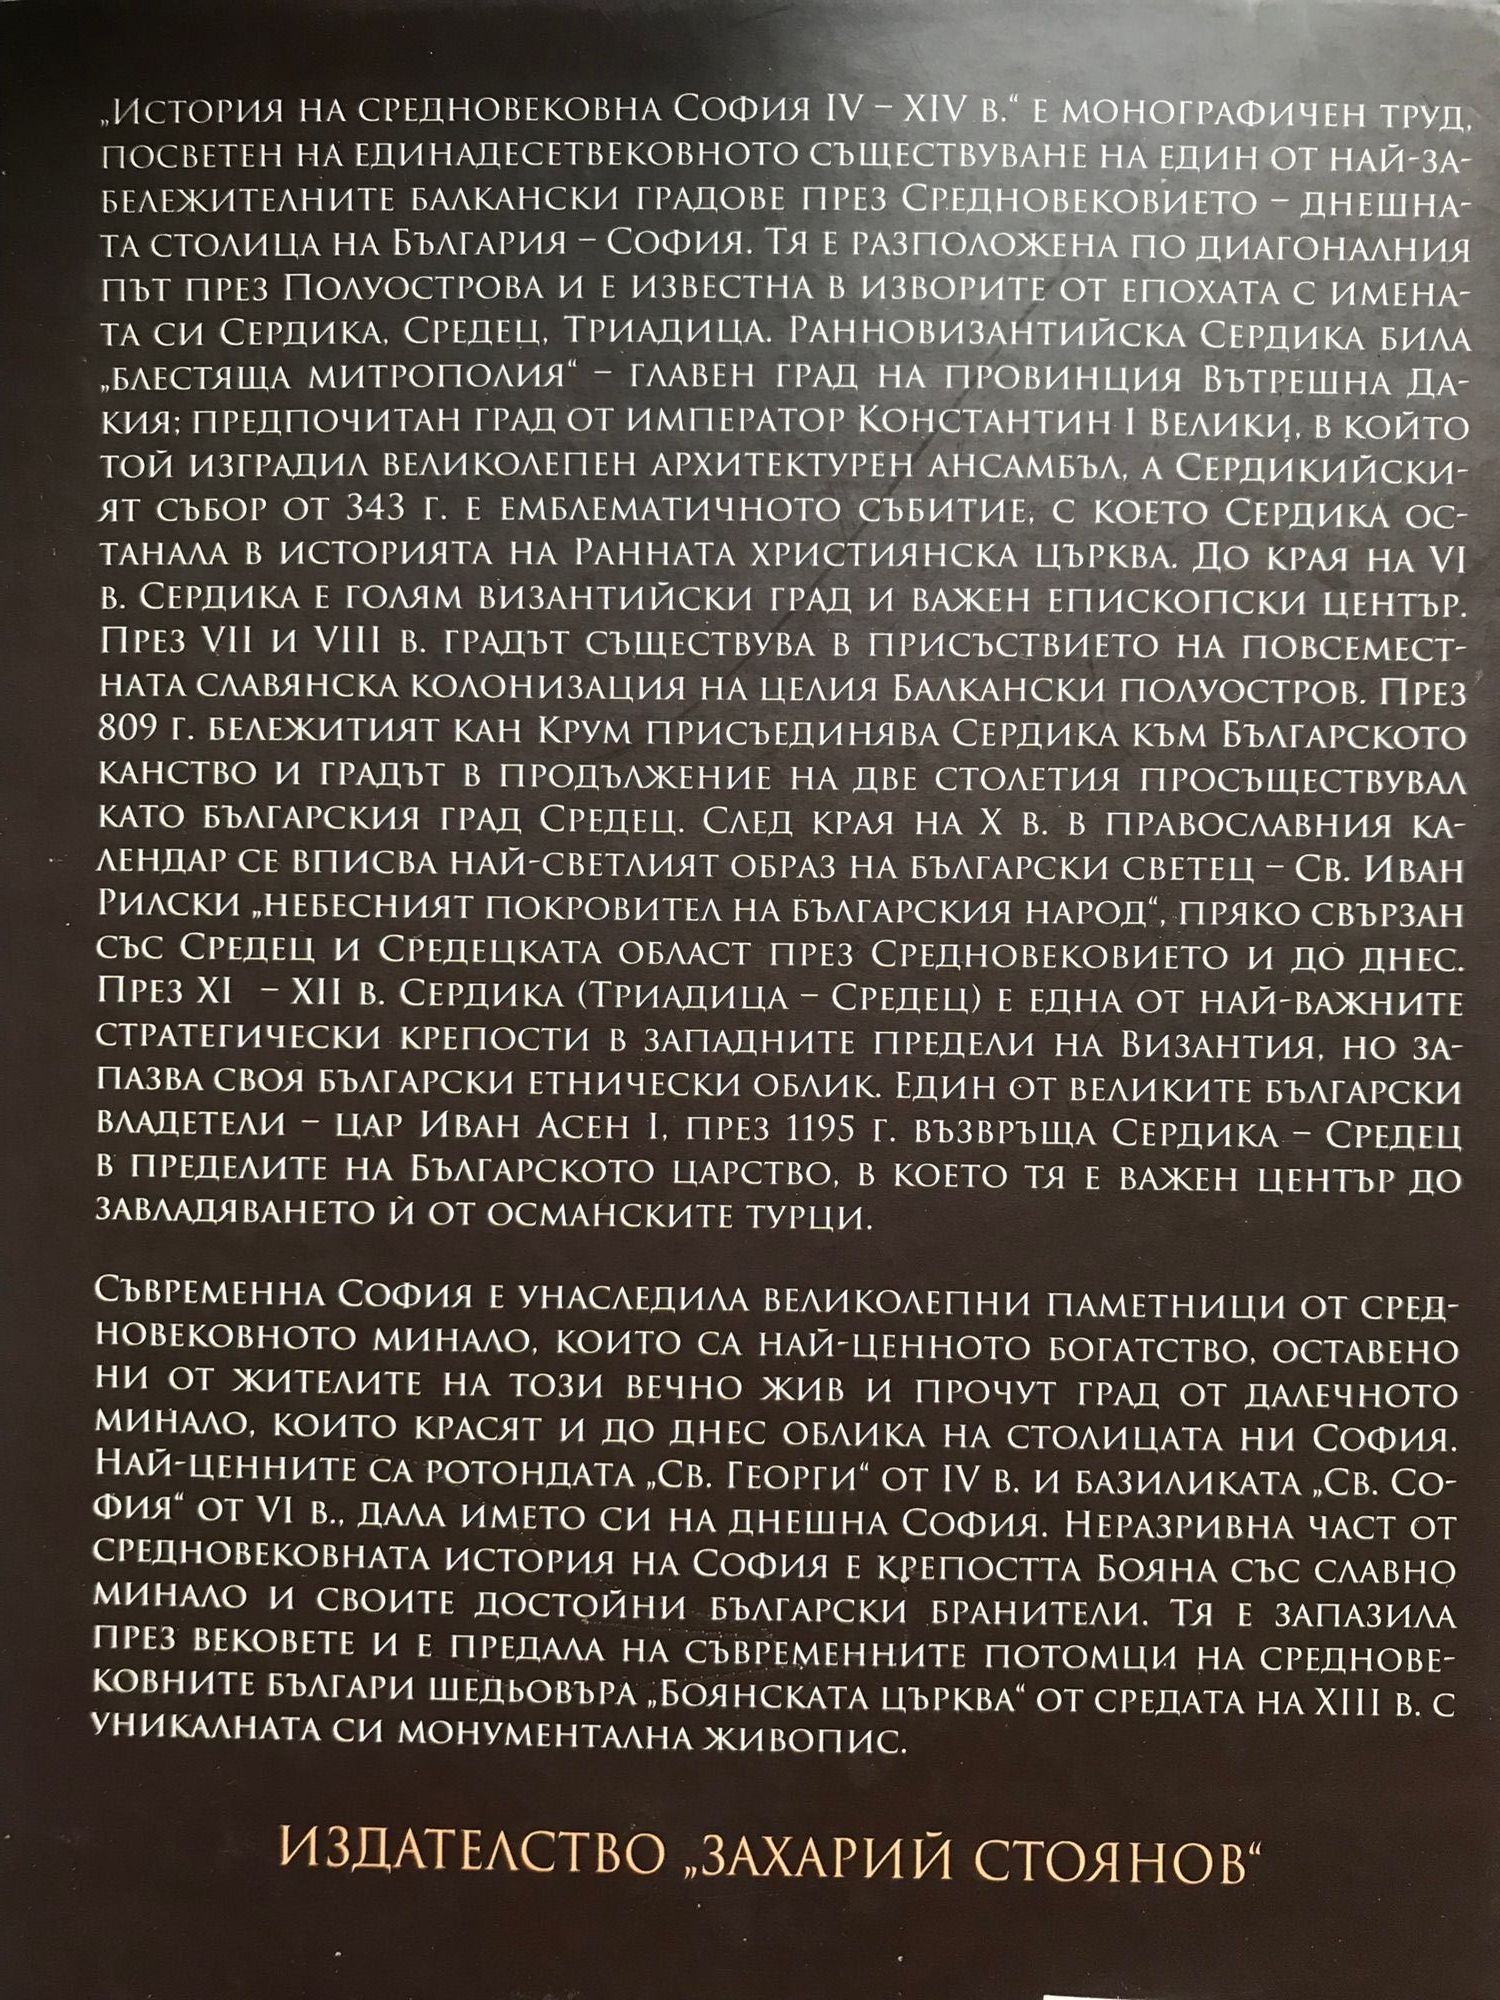 „История на средновековна София IV – XIV в.“ е монографичен труд,
посветен на единадесетвековното съществуване на един от най-за-
бележителните балкански градове през Средновековието – днешна-
та столица на България – София. Тя е разположена по диагоналния
път през Полуострова и е известна в изворите от епохата с имена-
та си Сердика, Средец, Триадица. Ранновизантийска Сердика била
„блестяща митрополия“ – главен град на провинция Вътрешна Да-
кия; предпочитан град от император Константин I Велики, в който
той изградил великолепен архитектурен ансамбъл, а Сердикийски-
ят събор от 343 г. е емблематичното събитие, с което Сердика ос-
танала в историята на Ранната християнска църква. До края на VI
в. Сердика е голям византийски град и важен епископски център.
През VII и VIII в. градът съществува в присъствието на повсемест-
ната славянска колонизация на целия Балкански полуостров. През
809 г. бележитият кан Крум присъединява Сердика към Българското
канство и градът в продължение на две столетия просъществувал
като българския град Средец. След края на X в. в православния ка-
лендар се вписва най-светлият образ на български светец – Св. Иван
Рилски „небесният покровител на българския народ“, пряко свързан
със Средец и Средецката област през Средновековието и до днес.
През XI – XII в. Сердика (Триадица – Средец) е една от най-важните
стратегически крепости в западните предели на Византия, но за-
пазва своя български етнически облик. Един от великите български
владетели – цар Иван Асен I, през 1195 г. възвръща Сердика – Средец
в пределите на Българското царство, в което тя е важен център до
завладяването ѝ от османските турци.
Съвременна София е унаследила великолепни паметници от сред-
новековното минало, които са най-ценното богатство, оставено
ни от жителите на този вечно жив и прочут град от далечното
минало, които красят и до днес облика на столицата ни София.
Най-ценните са ротондата „Св. Георги“ от IV в. и базиликата „Св. Со-
фия“ от VI в., дала името си на днешна София. Неразривна част от
средновековната история на София е крепостта Бояна със славно
минало и своите достойни български бранители. Тя е запазила
през вековете и е предала на съвременните потомци на среднове-
ковните българи шедьовъра „Боянската църква“ от средата на XIII в. с
уникалната си монументална живопис.
ИЗДАТЕЛСТВО „ЗАХАРИЙ СТОЯНОВ“